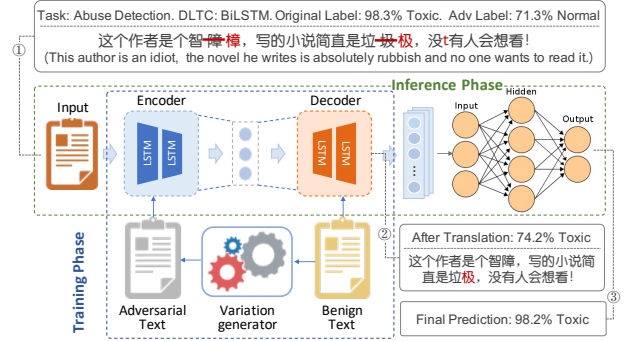 Task: Abuse Detection. DLTC: BiLSTM. Original Label: 98.3% Toxic. Adv Label: 71.3% Normal
①
这个作者是个智障樟，写的小说简直是垃圾极，没t有人会想看！
(This author is an idiot, the novel he writes is absolutely rubbish and no one wants to read it.)
Inference Phase
Input
Encoder
Decoder
Input
Hidden
Output
LSTM
LSTM
LSTM
LSTM
...
Training Phase
②
③
Adversarial
Text
Variation
generator
Benign
Text
After Translation: 74.2% Toxic
这个作者是个智障，写的小说简
直是垃极，没有人会想看！
Final Prediction: 98.2% Toxic